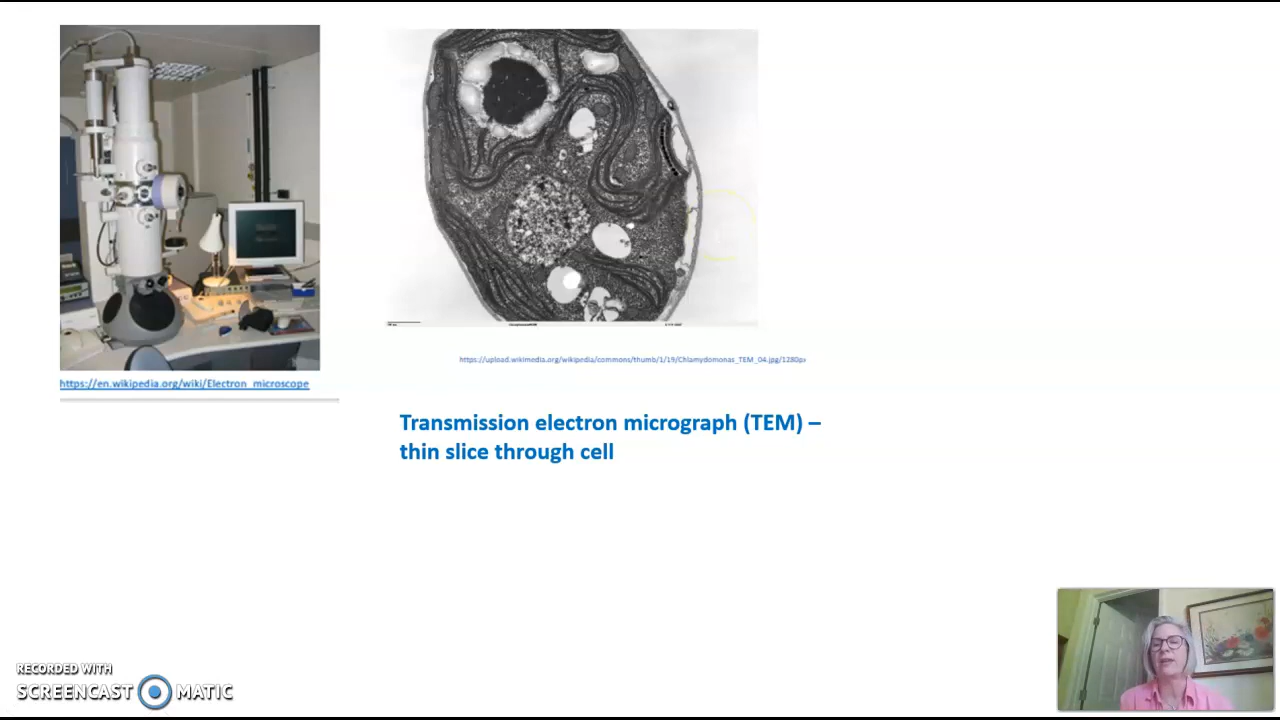 https://en.wikipedia.org/wiki/Electron_microscope
https://upload.wikimedia.org/wikipedia/commons/thumb/1/19/Chlamydomonas_TEM_04.jpg/1280px
Transmission electron micrograph (TEM) –
thin slice through cell
RECORDED WITH
SCREENCAST MATIC